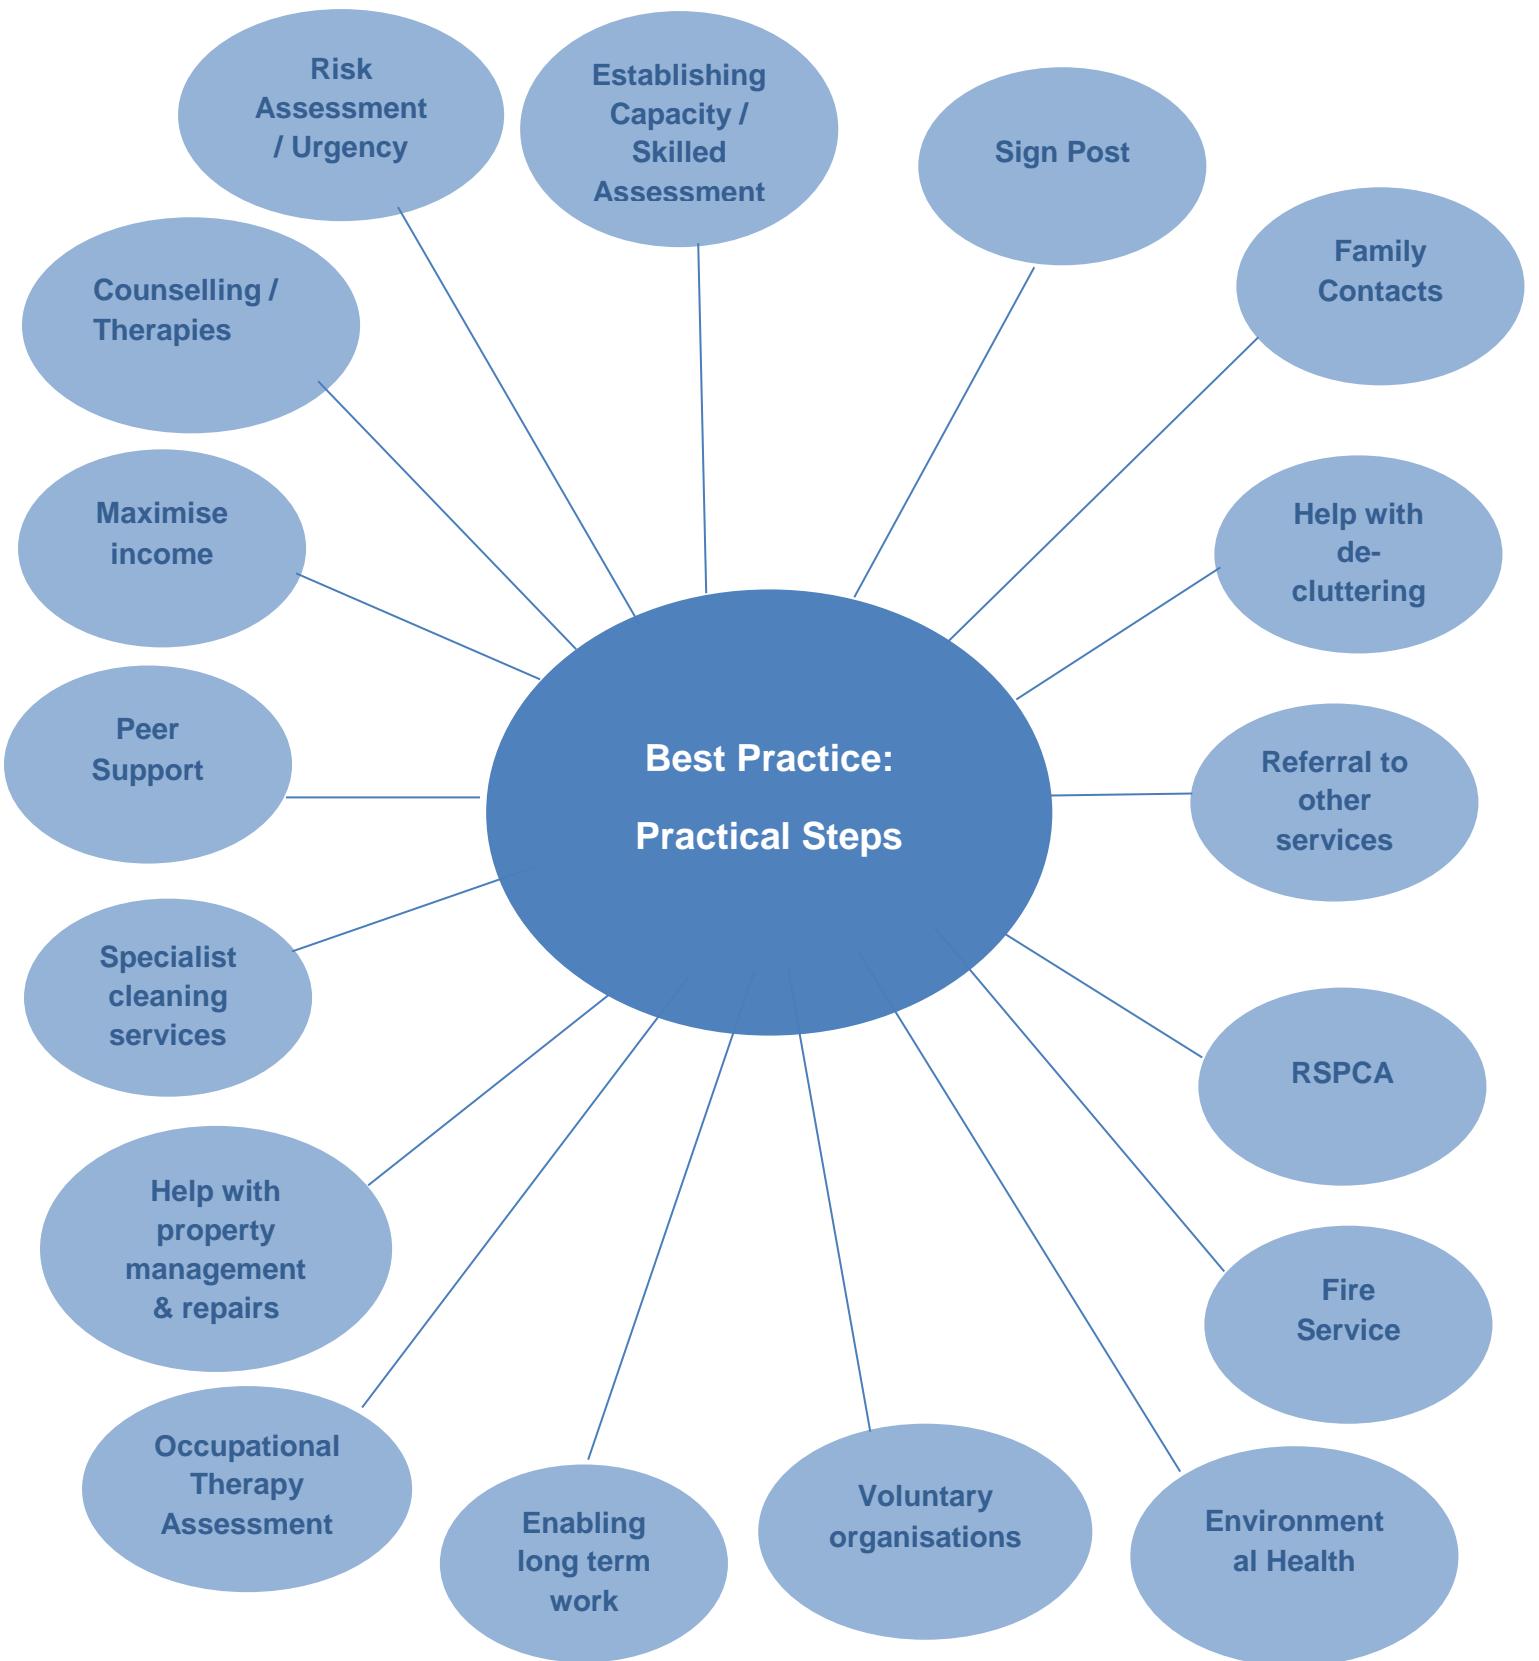 Risk
Assessment
/ Urgency
Establishing
Capacity /
Skilled
Assessment
Sign Post
Family
Contacts
Counselling /
Therapies
Maximise
income
Help with
de-
cluttering
Peer
Support
Best Practice:
Practical Steps
Referral to
other
services
Specialist
cleaning
services
RSPCA
Help with
property
management
& repairs
Fire
Service
Occupational
Therapy
Assessment
Enabling
long term
work
Voluntary
organisations
Environment
al Health